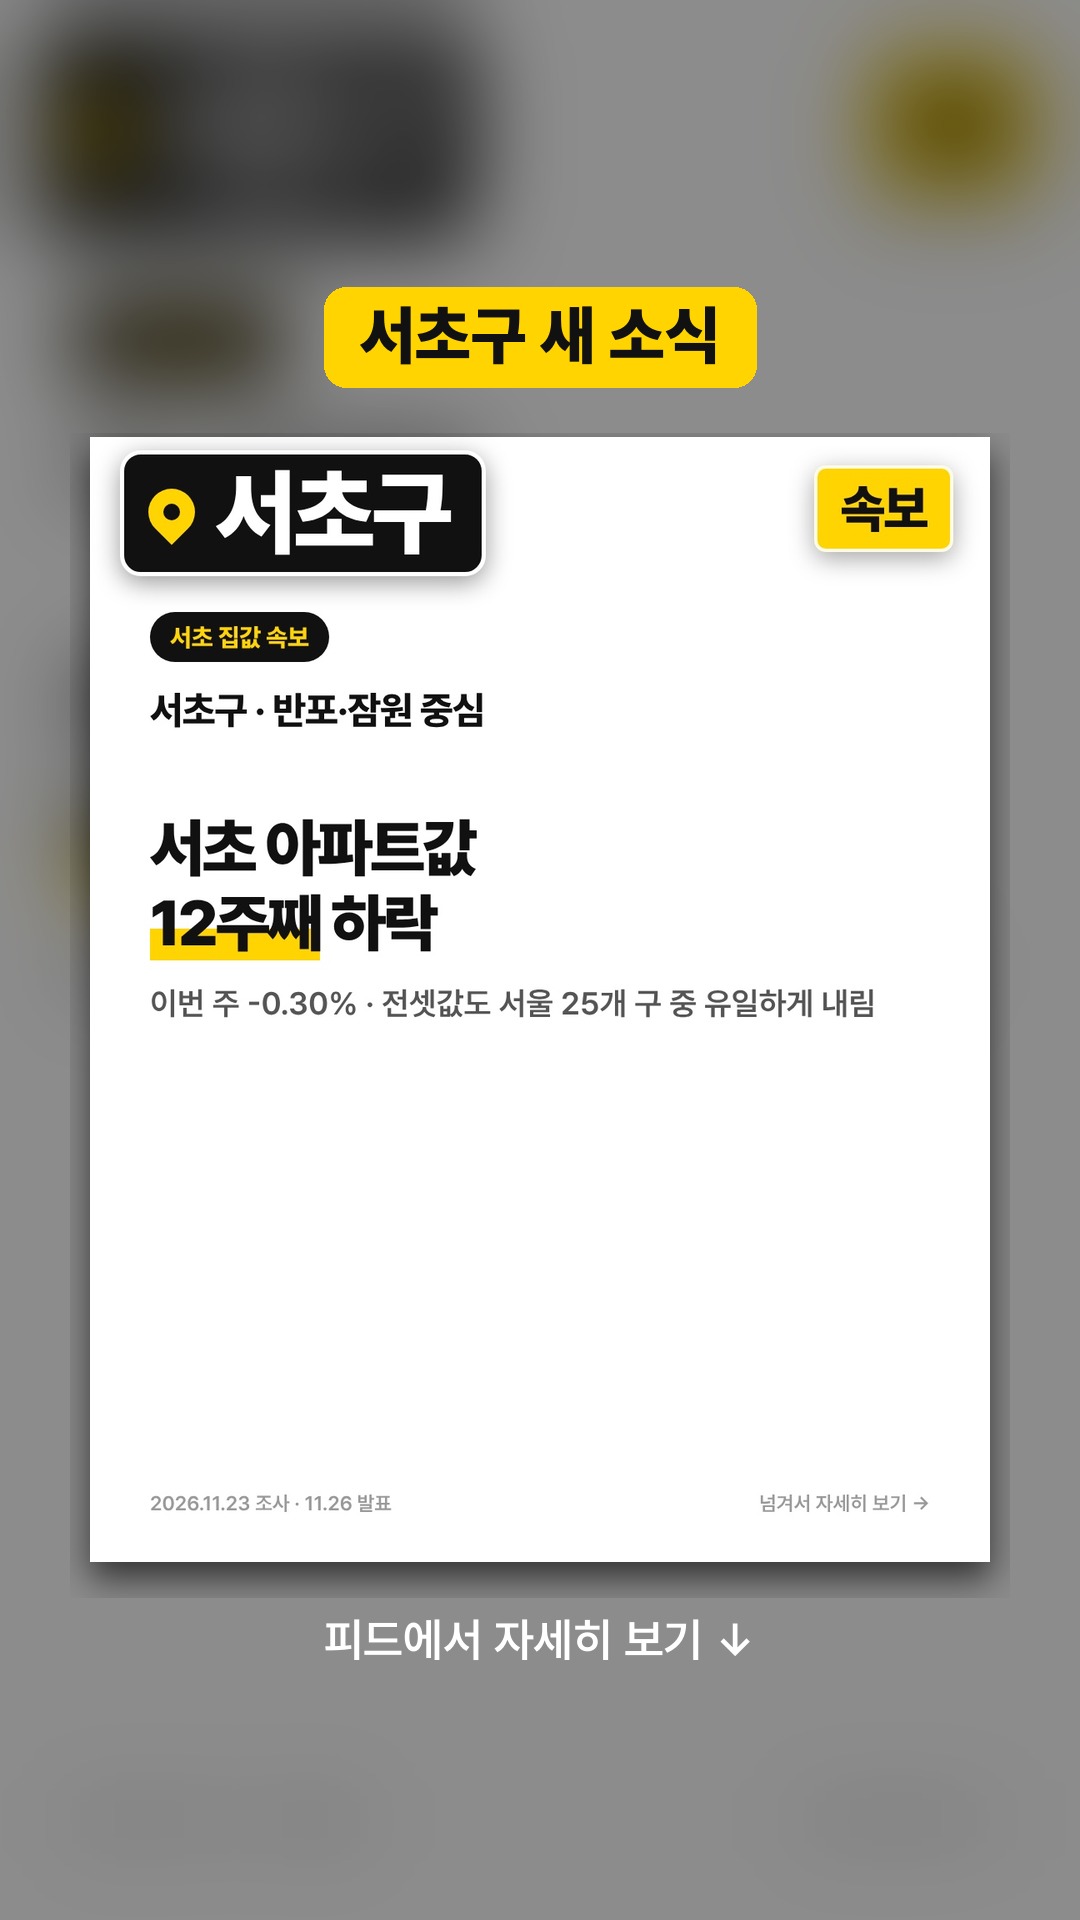 서초구 새 소식
서초구
속보
서초 집값 속보
서초구 · 반포·잠원 중심
서초 아파트값
12주째 하락
이번 주 -0.30% · 전셋값도 서울 25개 구 중 유일하게 내림
2026.11.23 조사 · 11.26 발표
넘겨서 자세히 보기 →
피드에서 자세히 보기 ↓